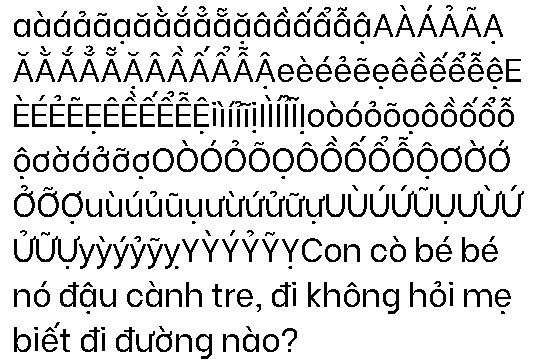 aàáảãạăằắẳẵặâầấẩẫậAÀÁẢÃẠ
ĂẰẮẲẴẶÂẦẤẨẪẬeèéẻẽẹêềếểễệE
ÈÉẺẼẸÊỀẾỂỄỆiìíỉĩịIÌÍỈĨỊoòóỏõọôồốổỗ
ộơờớởỡợOÒÓỎÕỌÔỒỐỔỖỘƠỜỚ
ỞỠỢuùúủũụưừứửữựUÙÚỦŨỤƯỪỨ
ỬỮỰyỳýỷỹỵYỲÝỶỸỴCon cò bé bé
nó đậu cành tre, đi không hỏi mẹ
biết đi đường nào?